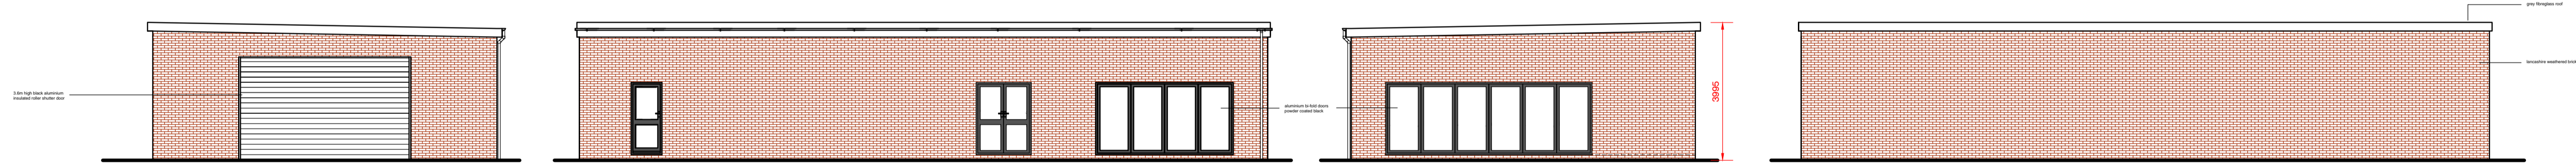 3.6m high black aluminium
insulated roller shutter door
aluminium bi-fold doors
powder coated black
3995
grey fibreglass roof
lancashire weathered brick